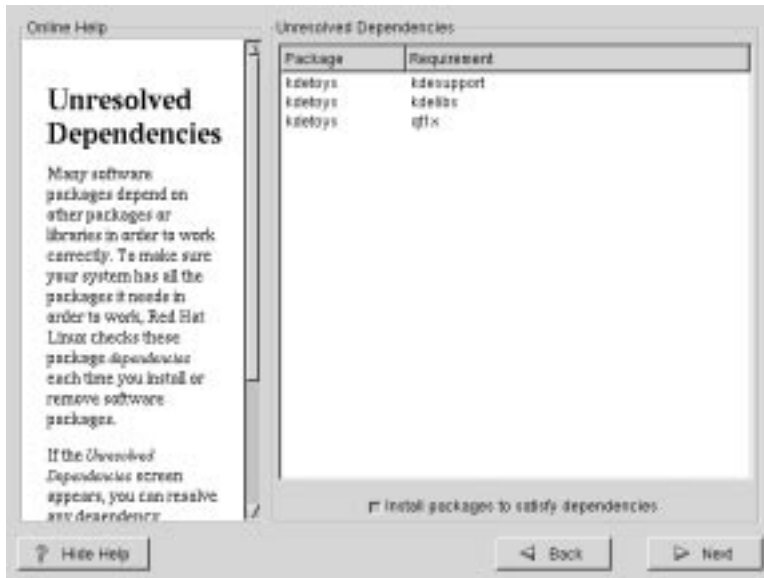 Online Help
Unresolved
Dependencies
Many software
packages depend on
other packages or
libraries in order to work
correctly. To make sure
your system has all the
packages it needs in
order to work, Red Hat
Linux checks these
package dependencies
each time you install or
remove software
packages.
If the Unresolved
Dependencies screen
appears, you can resolve
any dependency
Unresolved Dependencies
Package Requirement
kdetoys kdesupport
kdetoys kdelibs
kdetoys qt1x
Install packages to satisfy dependencies
? Hide Help
Back
Next